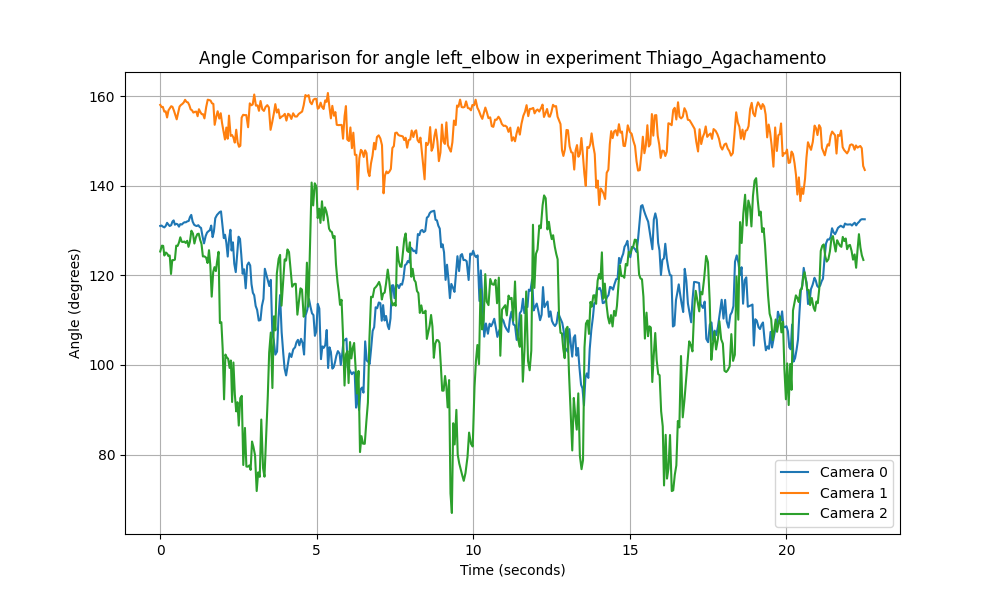 Angle Comparison for angle left_elbow in experiment Thiago_Agachamento
Angle (degrees)
160
140
120
100
80
0
5
10
15
20
Time (seconds)
Camera 0
Camera 1
Camera 2